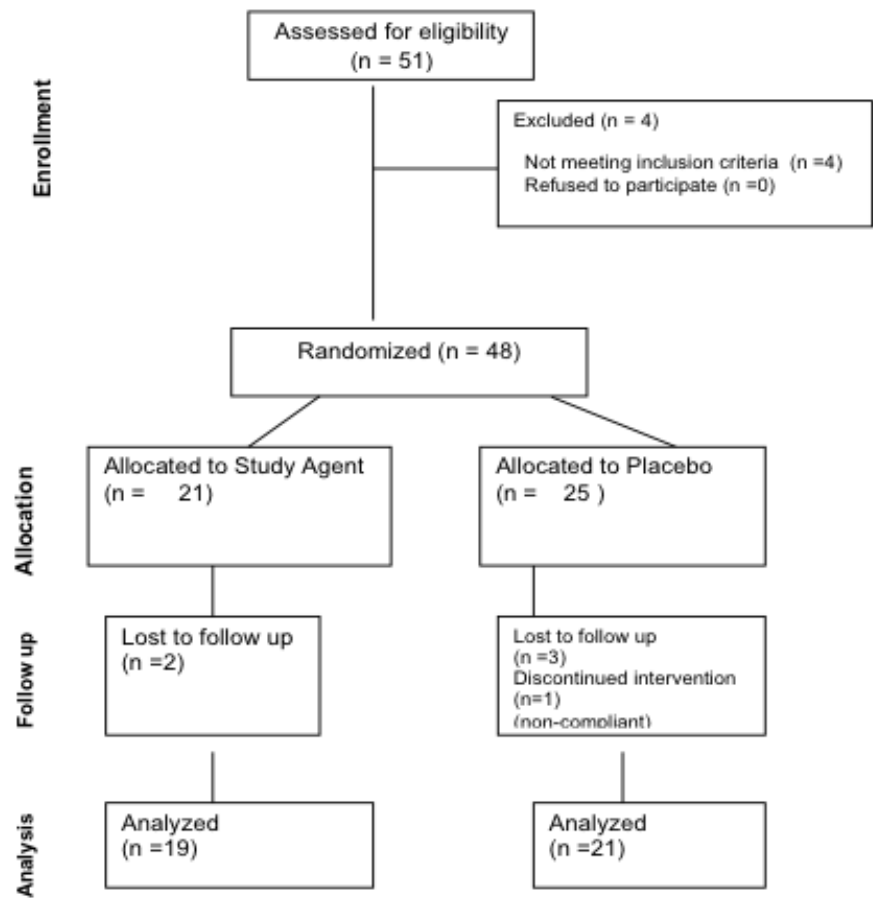 Assessed for eligibility
(n = 51)
Enrollment
Excluded (n = 4)
Not meeting inclusion criteria  (n =4)
Refused to participate (n =0)
Randomized (n = 48)
Allocation
Allocated to Study Agent
(n =     21)
Allocated to Placebo
(n =    25 )
Follow up
Lost to follow up
(n =2)
Lost to follow up
(n =3)
Discontinued intervention
(n=1)
(non-compliant)
Analysis
Analyzed
(n =19)
Analyzed
(n =21)